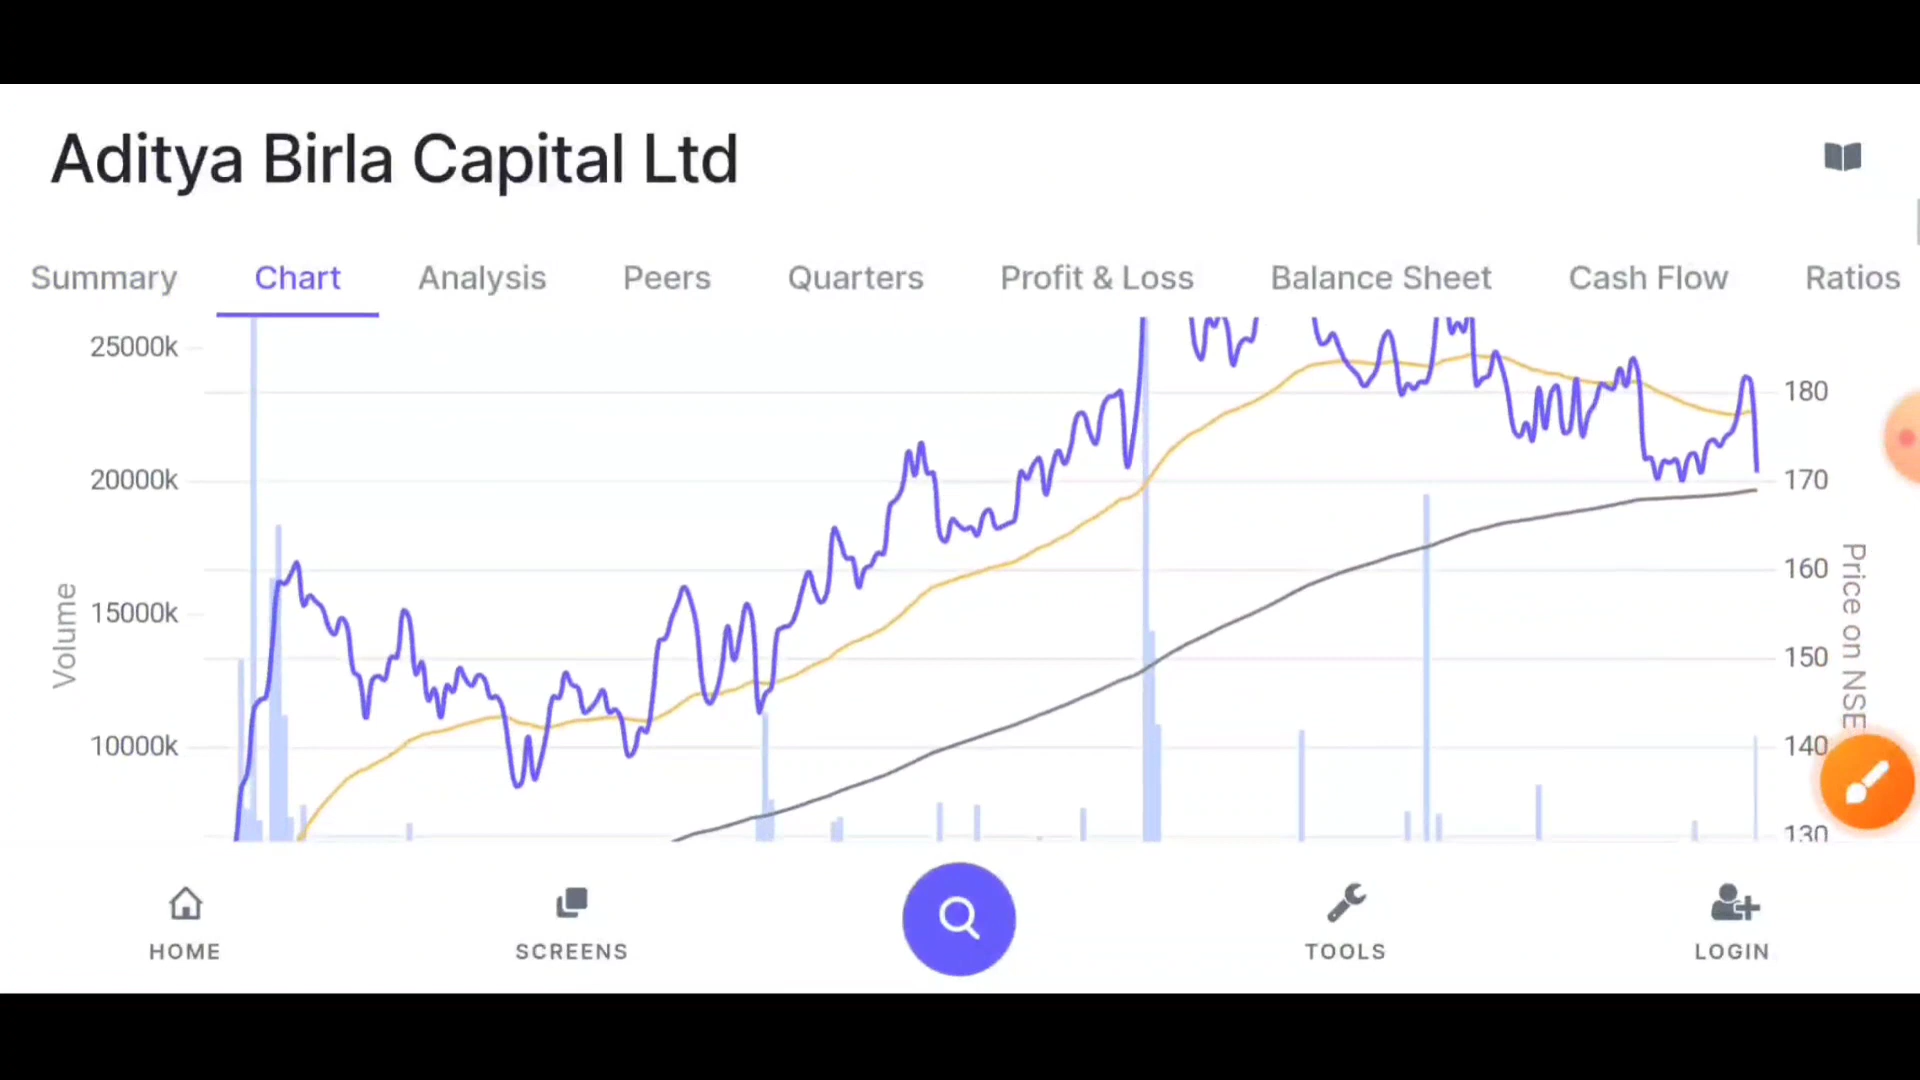 Aditya Birla Capital Ltd
Summary Chart Analysis Peers Quarters Profit & Loss Balance Sheet Cash Flow Ratios
25000k
20000k
15000k
10000k
Volume
180
170
160
150
140
130
Price on NSE
HOME SCREENS TOOLS LOGIN